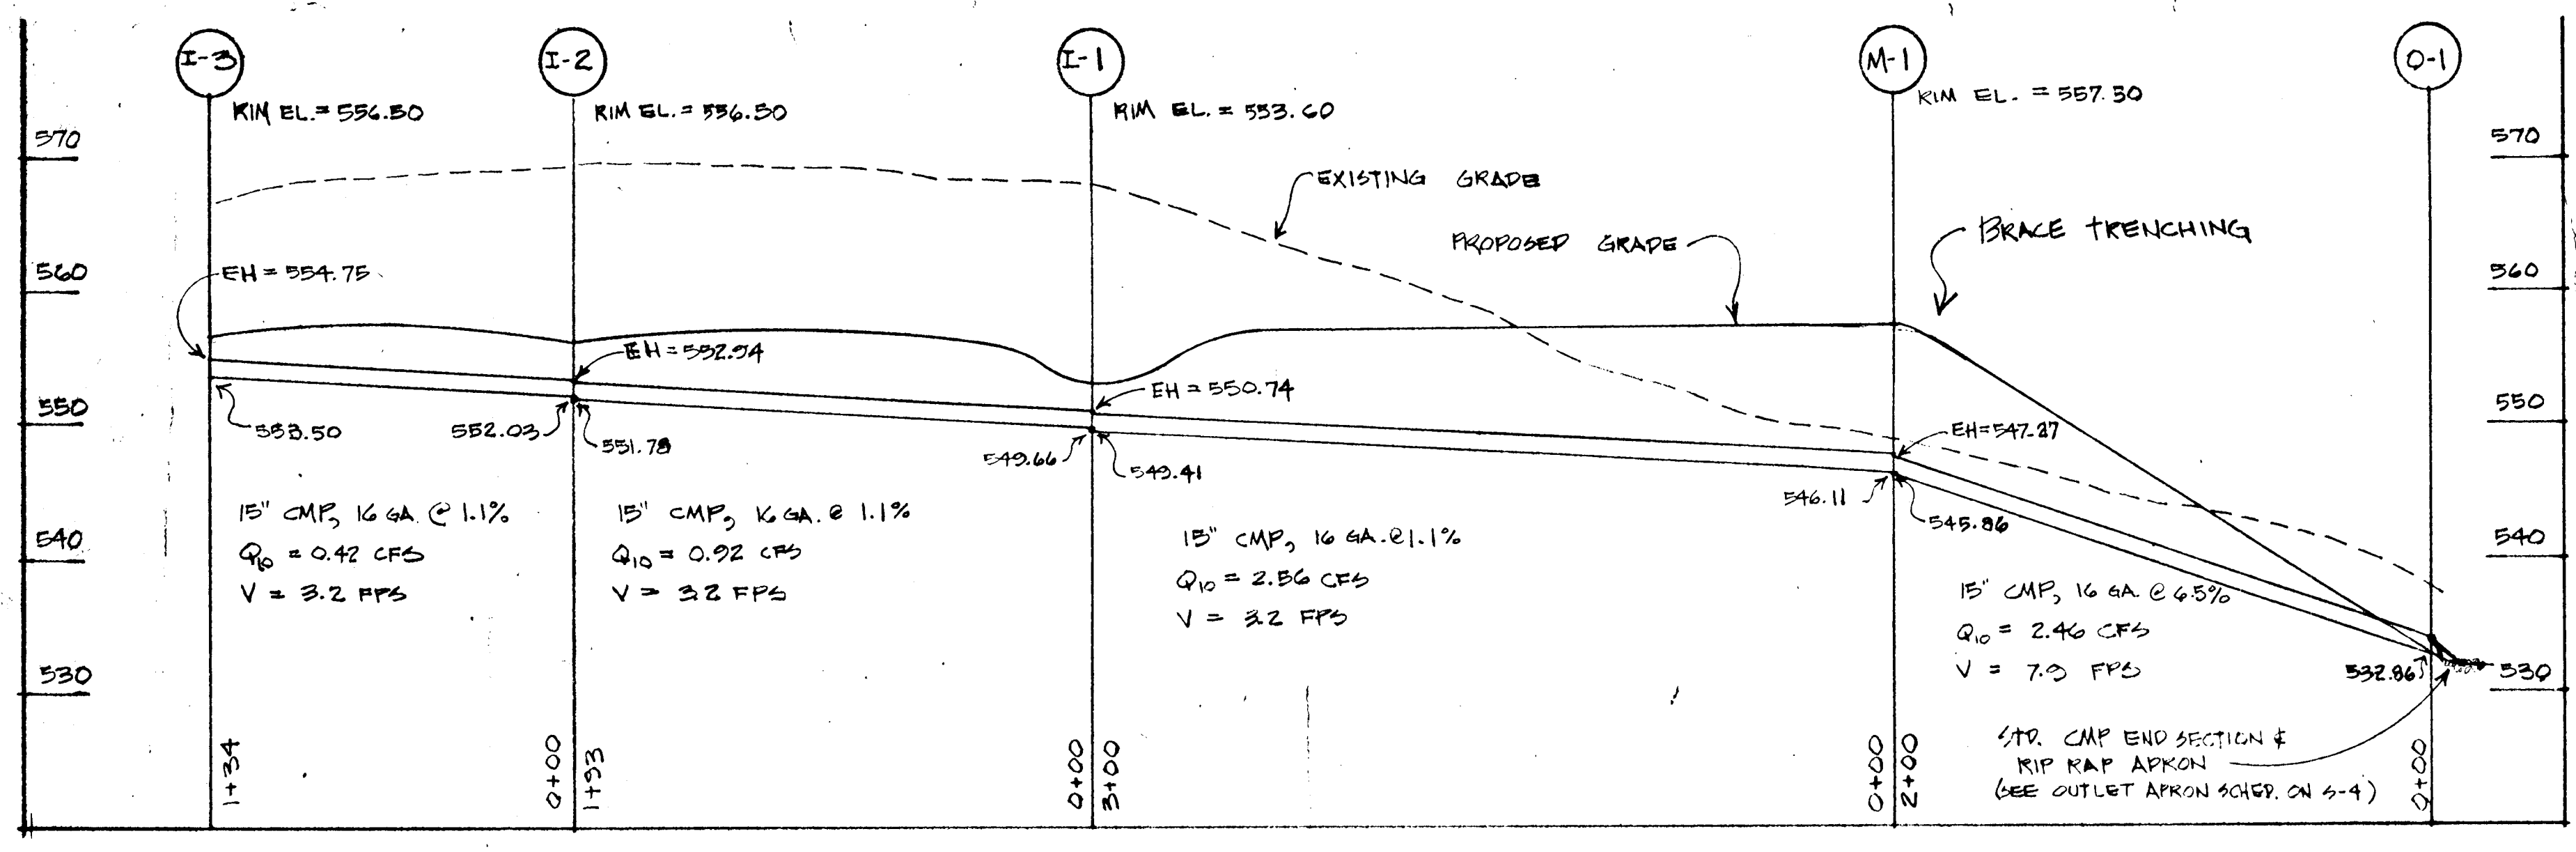 I-3
I-2
I-1
M-1
O-1
RIM EL. = 556.50
RIM EL. = 556.50
RIM EL. = 553.60
RIM EL. = 557.50
570
570
EXISTING GRADE
PROPOSED GRADE
BRACE TRENCHING
560
560
EH = 554.75
EH = 552.94
EH = 550.74
EH = 547.27
550
550
553.50
552.03
551.78
549.66
549.41
546.11
545.86
15" CMP, 16 GA. @ 1.1%
Q10 = 0.42 CFS
V = 3.2 FPS
15" CMP, 16 GA. @ 1.1%
Q10 = 0.92 CFS
V = 3.2 FPS
15" CMP, 16 GA. @ 1.1%
Q10 = 2.56 CFS
V = 3.2 FPS
15" CMP, 16 GA. @ 6.5%
Q10 = 2.46 CFS
V = 7.9 FPS
540
540
530
530
532.86
STD. CMP END SECTION &
RIP RAP APRON
(SEE OUTLET APRON SCHED. ON S-4)
1+34
0+00
1+93
0+00
3+00
0+00
2+00
0+00